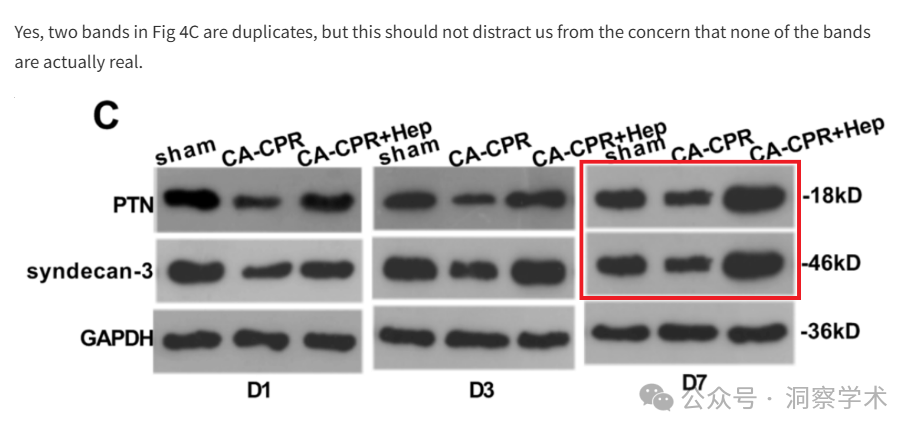 Yes, two bands in Fig 4C are duplicates, but this should not distract us from the concern that none of the bands
are actually real.
C
sham CA-CPR CA-CPR+Hep sham CA-CPR CA-CPR+Hep sham CA-CPR CA-CPR+Hep
PTN -18kD
syndecan-3 -46kD
GAPDH -36kD
D1 D3 D7
公众号 · 洞察学术